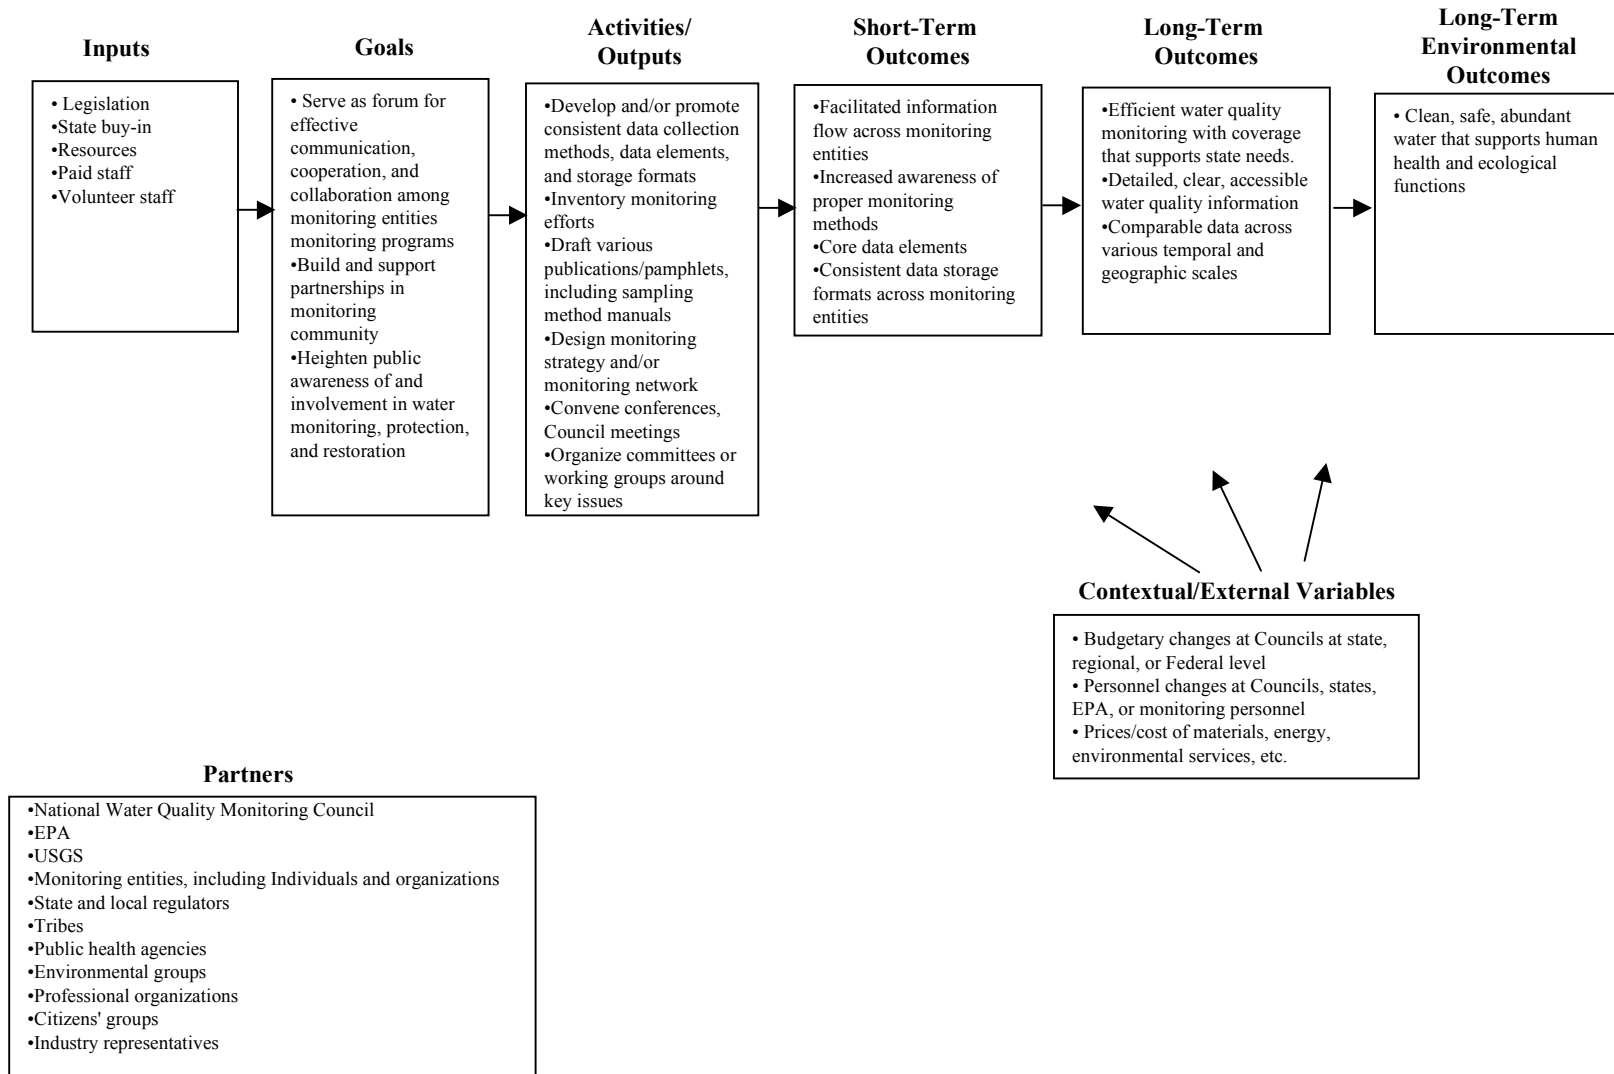 Inputs
• Legislation
•State buy-in
•Resources
•Paid staff
•Volunteer staff
Goals
• Serve as forum for
effective
communication,
cooperation, and
collaboration among
monitoring entities
monitoring programs
•Build and support
partnerships in
monitoring
community
•Heighten public
awareness of and
involvement in water
monitoring, protection,
and restoration
Activities/
Outputs
•Develop and/or promote
consistent data collection
methods, data elements,
and storage formats
•Inventory monitoring
efforts
•Draft various
publications/pamphlets,
including sampling
method manuals
•Design monitoring
strategy and/or
monitoring network
•Convene conferences,
Council meetings
•Organize committees or
working groups around
key issues
Short-Term
Outcomes
•Facilitated information
flow across monitoring
entities
•Increased awareness of
proper monitoring
methods
•Core data elements
•Consistent data storage
formats across monitoring
entities
Long-Term
Outcomes
•Efficient water quality
monitoring with coverage
that supports state needs.
•Detailed, clear, accessible
water quality information
•Comparable data across
various temporal and
geographic scales
Long-Term
Environmental
Outcomes
• Clean, safe, abundant
water that supports human
health and ecological
functions
Contextual/External Variables
• Budgetary changes at Councils at state,
regional, or Federal level
• Personnel changes at Councils, states,
EPA, or monitoring personnel
• Prices/cost of materials, energy,
environmental services, etc.
Partners
•National Water Quality Monitoring Council
•EPA
•USGS
•Monitoring entities, including Individuals and organizations
•State and local regulators
•Tribes
•Public health agencies
•Environmental groups
•Professional organizations
•Citizens' groups
•Industry representatives